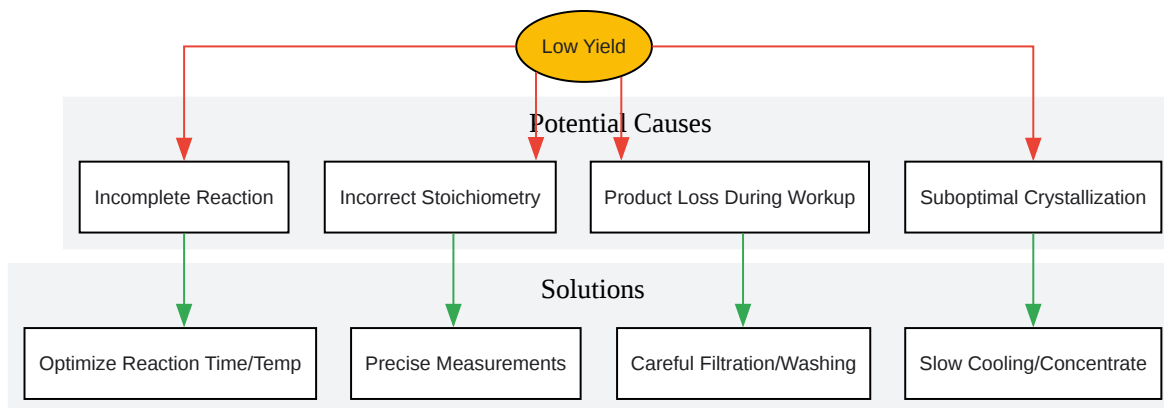 Low Yield
Potential Causes
Incomplete Reaction
Incorrect Stoichiometry
Product Loss During Workup
Suboptimal Crystallization
Solutions
Optimize Reaction Time/Temp
Precise Measurements
Careful Filtration/Washing
Slow Cooling/Concentrate